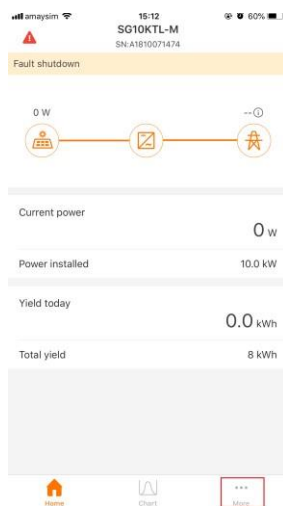 amaysim 15:12 60%
SG10KTL-M
SN:A1810071474
Fault shutdown
0 W --
Current power
0 W
Power installed 10.0 kW
Yield today
0.0 kWh
Total yield 8 kWh
Home Chart More